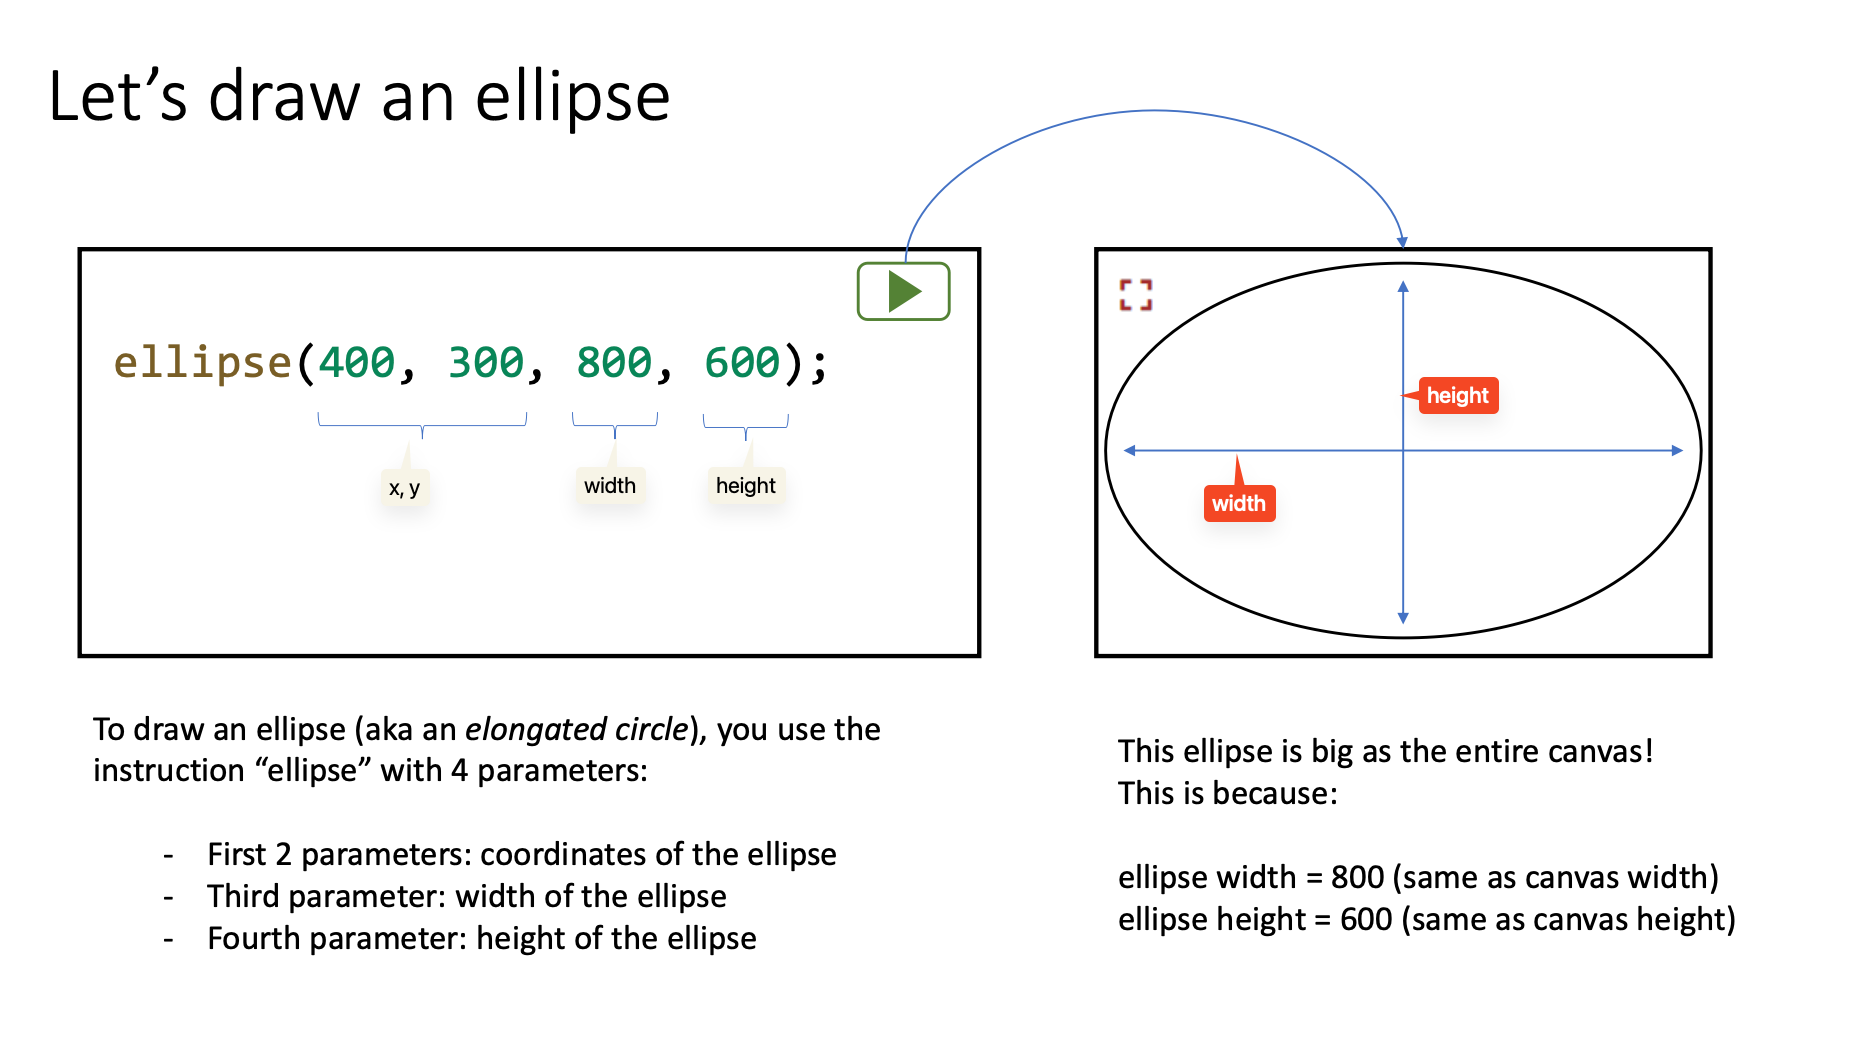 Let’s draw an ellipse
ellipse(400, 300, 800, 600);
x, y
width
height
height
width
To draw an ellipse (aka an elongated circle), you use the
instruction “ellipse” with 4 parameters:
- First 2 parameters: coordinates of the ellipse
- Third parameter: width of the ellipse
- Fourth parameter: height of the ellipse
This ellipse is big as the entire canvas!
This is because:
ellipse width = 800 (same as canvas width)
ellipse height = 600 (same as canvas height)